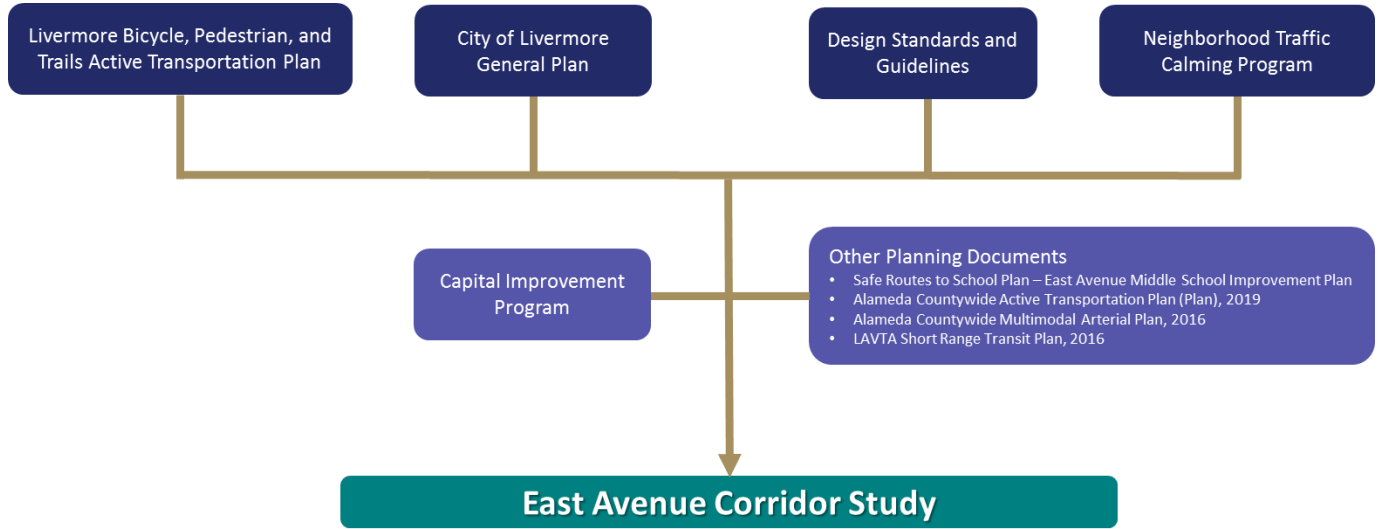 Livermore Bicycle, Pedestrian, and
Trails Active Transportation Plan
City of Livermore
General Plan
Design Standards and
Guidelines
Neighborhood Traffic
Calming Program
Capital Improvement
Program
Other Planning Documents
• Safe Routes to School Plan – East Avenue Middle School Improvement Plan
• Alameda Countywide Active Transportation Plan (Plan), 2019
• Alameda Countywide Multimodal Arterial Plan, 2016
• LAVTA Short Range Transit Plan, 2016
East Avenue Corridor Study